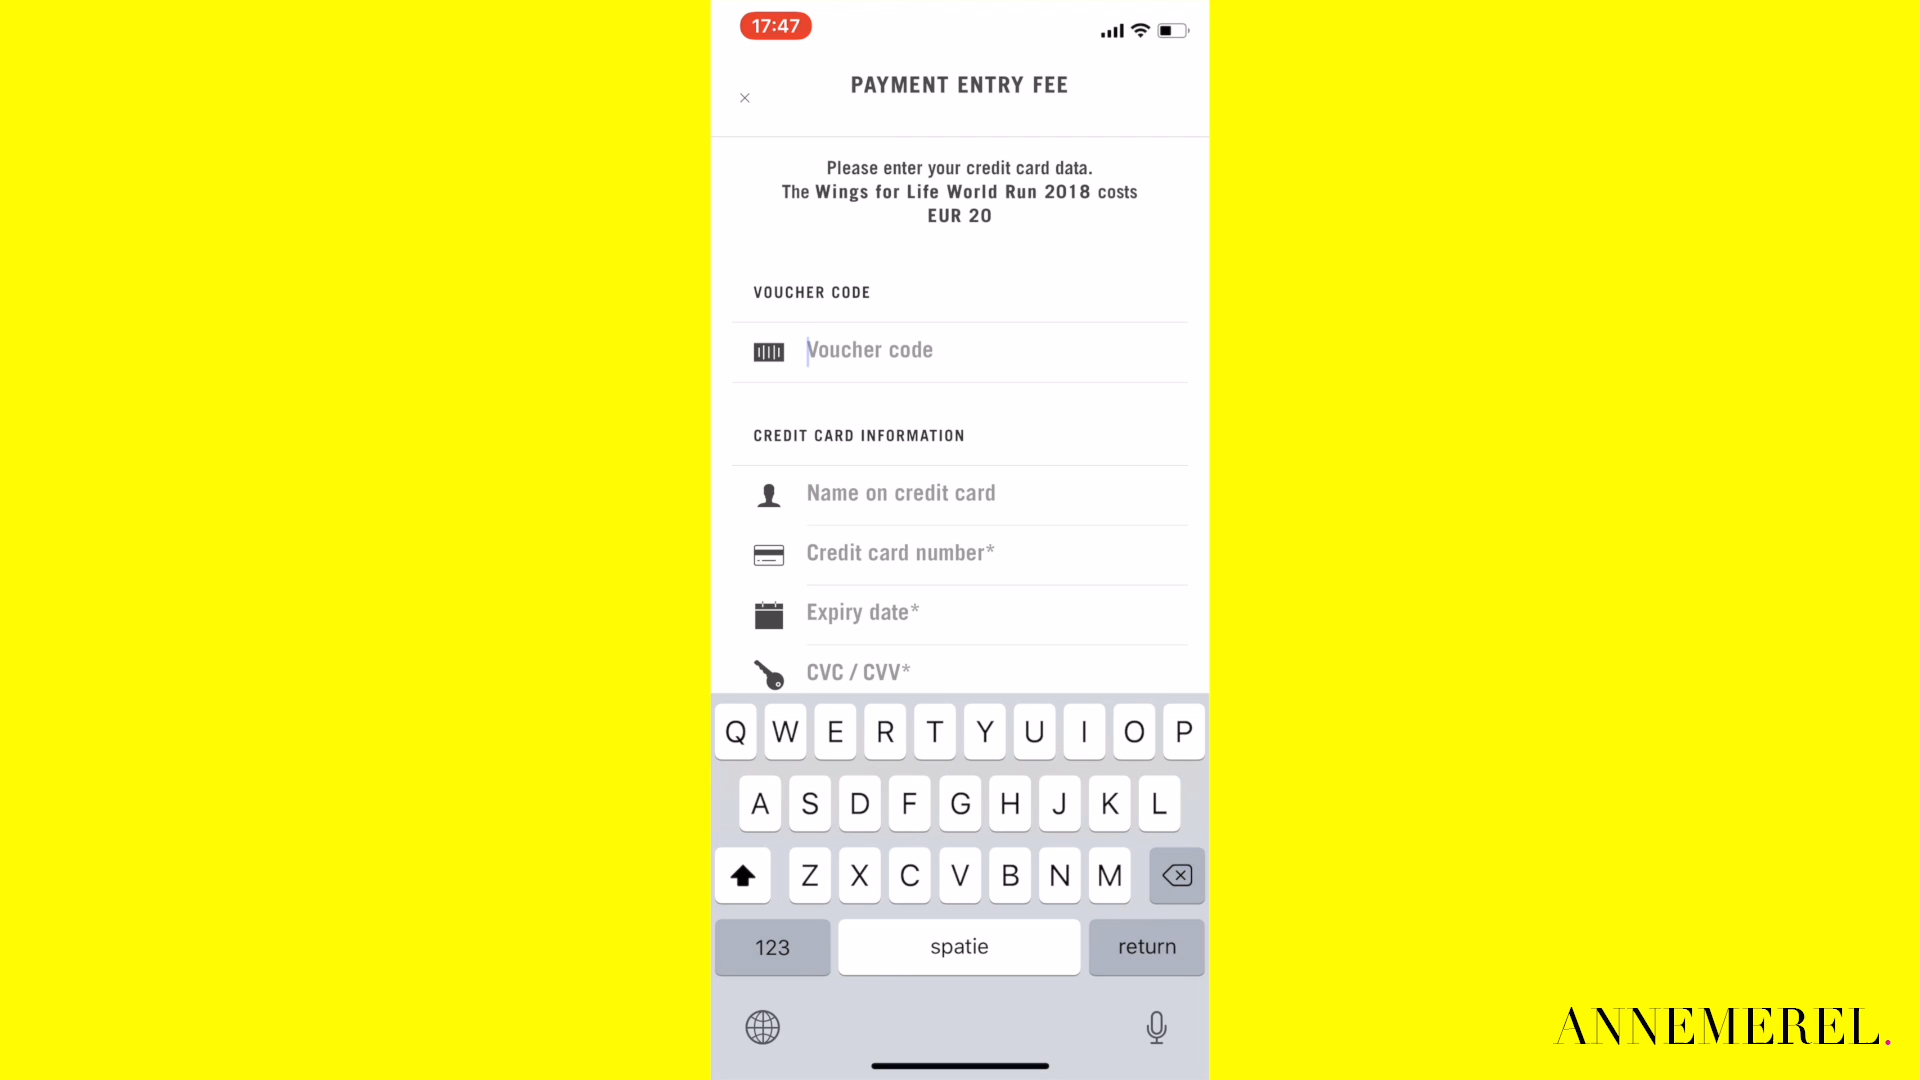 17:47
PAYMENT ENTRY FEE
Please enter your credit card data.
The Wings for Life World Run 2018 costs
EUR 20
VOUCHER CODE
Voucher code
CREDIT CARD INFORMATION
Name on credit card
Credit card number*
Expiry date*
CVC / CVV*
Q W E R T Y U I O P
A S D F G H J K L
Z X C V B N M
123 spatie return
ANNEMEREL.